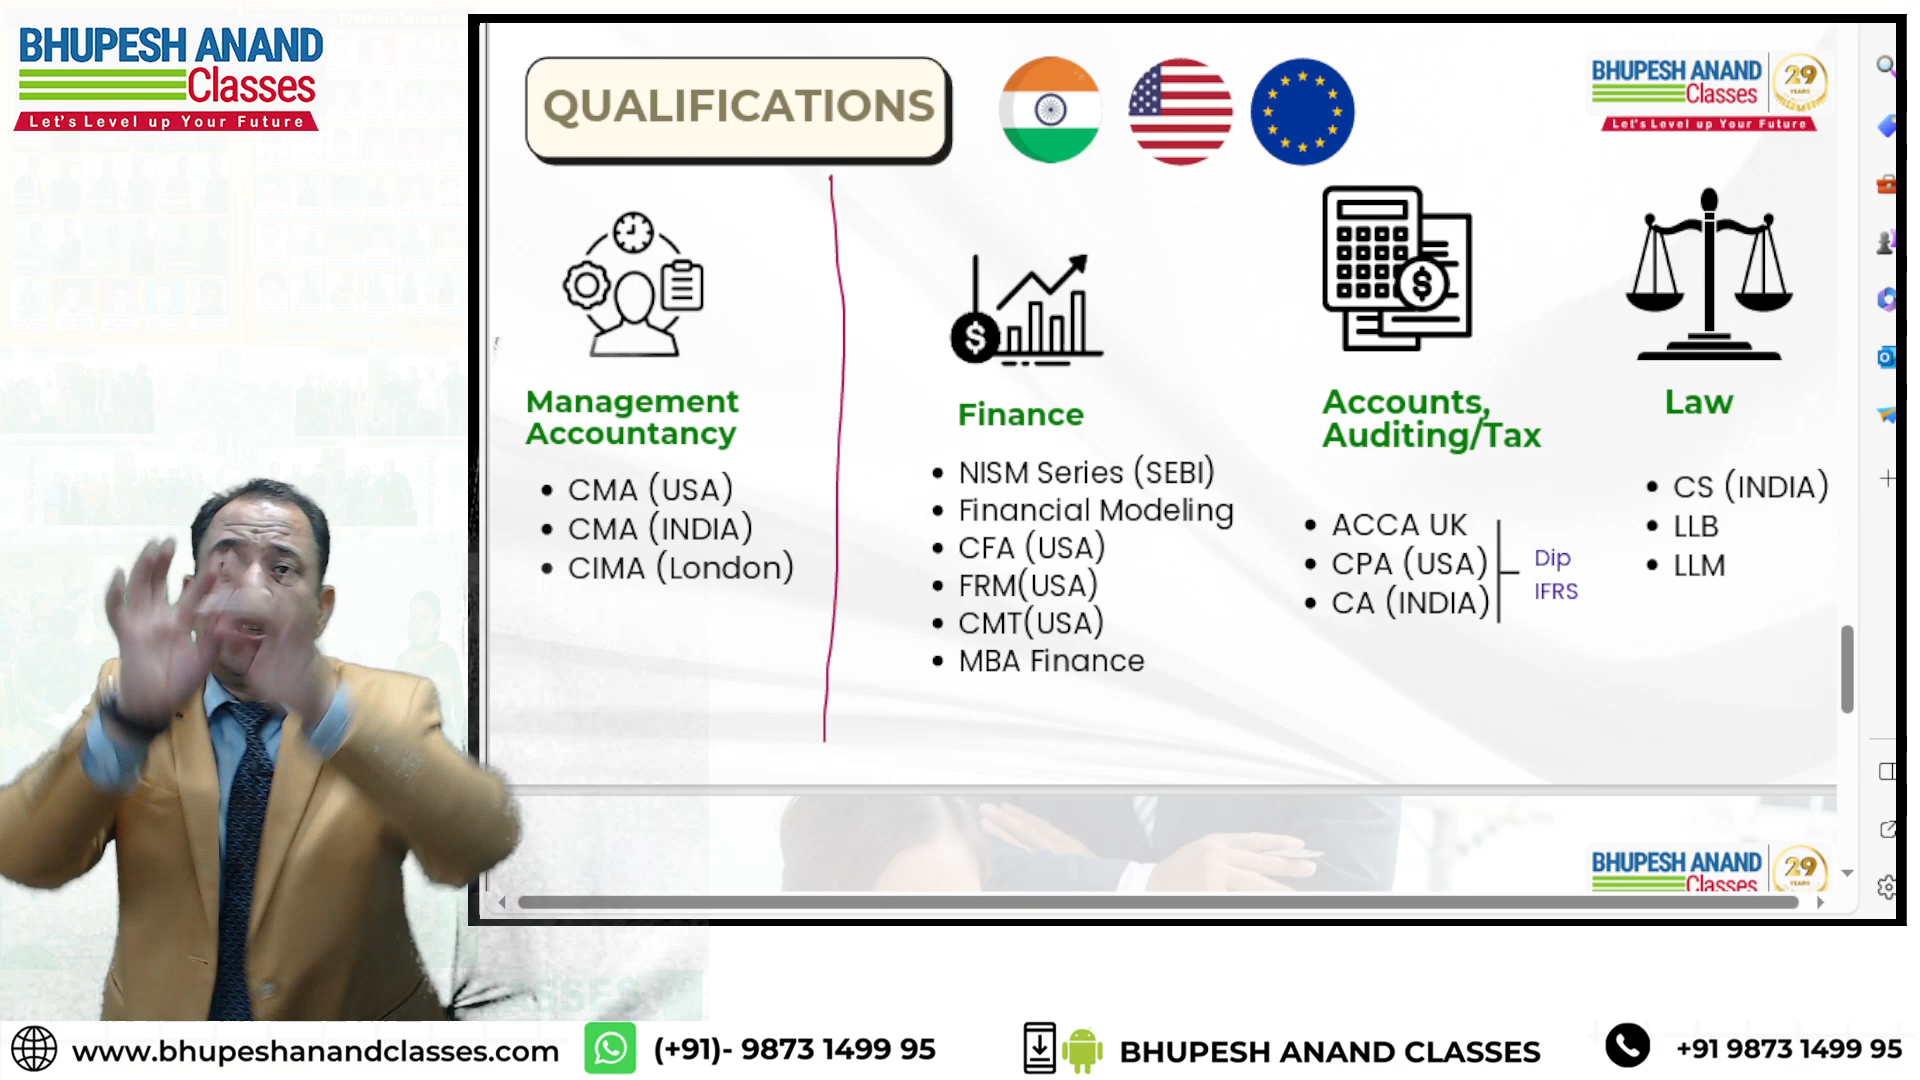 BHUPESH ANAND
Classes
Let's Level up Your Future
QUALIFICATIONS
BHUPESH ANAND
Classes
29
YEARS
Let's Level up Your Future
Management
Accountancy
• CMA (USA)
• CMA (INDIA)
• CIMA (London)
Finance
• NISM Series (SEBI)
• Financial Modeling
• CFA (USA)
• FRM(USA)
• CMT(USA)
• MBA Finance
Accounts,
Auditing/Tax
• ACCA UK
• CPA (USA)
• CA (INDIA)
Dip
IFRS
Law
• CS (INDIA)
• LLB
• LLM
BHUPESH ANAND
Classes
29
YEARS
www.bhupeshanandclasses.com
(+91)- 9873 1499 95
BHUPESH ANAND CLASSES
+91 9873 1499 95